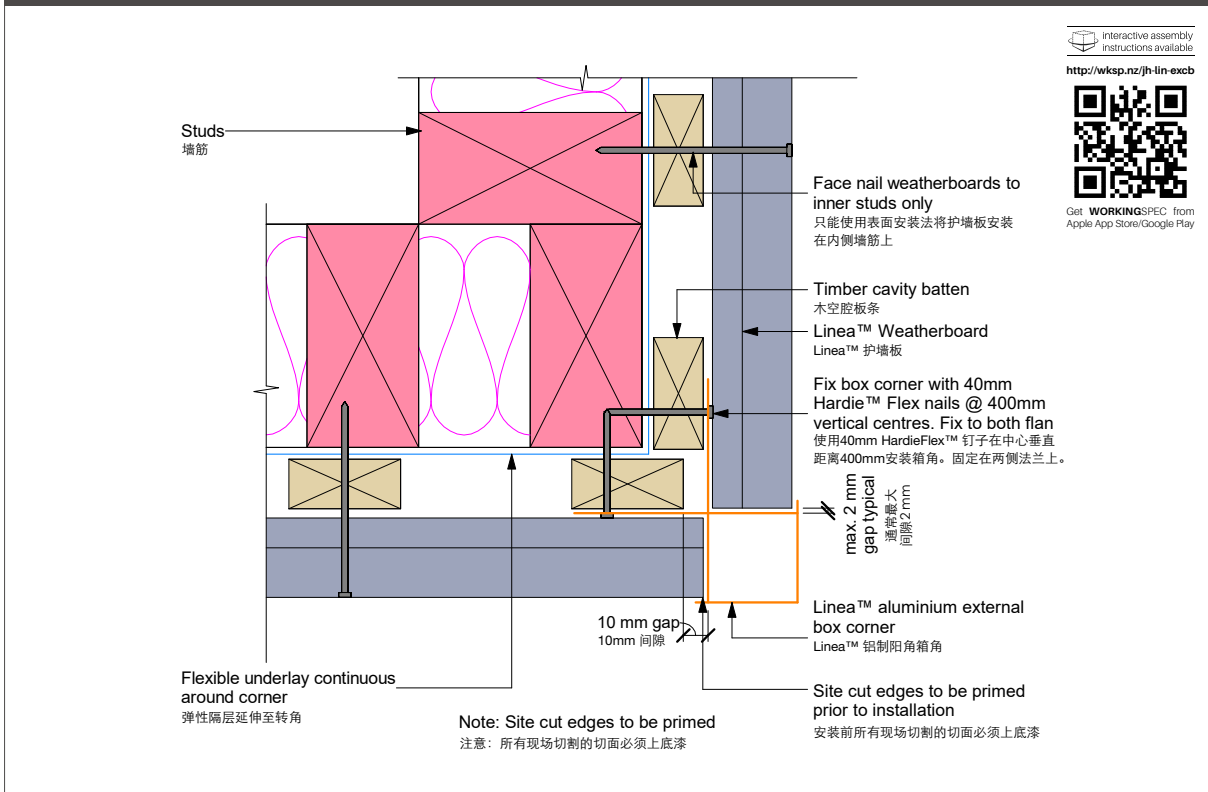 interactive assembly
instructions available
http://wksp.nz/jh-lin-excb
Get WORKINGSPEC from
Apple App Store/Google Play
Studs
墙筋
Face nail weatherboards to
inner studs only
只能使用表面安装法将护墙板安装
在内侧墙筋上
Timber cavity batten
木空腔板条
Linea™ Weatherboard
Linea™ 护墙板
Fix box corner with 40mm
Hardie™ Flex nails @ 400mm
vertical centres. Fix to both flan
使用40mm HardieFlex™ 钉子在中心垂直
距离400mm安装箱角。固定在两侧法兰上。
max. 2 mm
gap typical
通常最大
间隙2 mm
10 mm gap
10mm 间隙
Linea™ aluminium external
box corner
Linea™ 铝制阳角箱角
Flexible underlay continuous
around corner
弹性隔层延伸至转角
Site cut edges to be primed
prior to installation
安装前所有现场切割的切面必须上底漆
Note: Site cut edges to be primed
注意：所有现场切割的切面必须上底漆